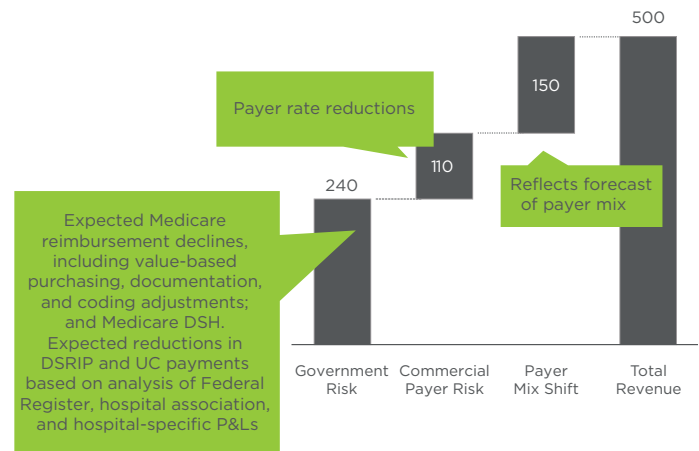 500
150
Payer rate reductions
110
240
Reflects forecast
of payer mix
Expected Medicare
reimbursement declines,
including value-based
purchasing, documentation,
and coding adjustments;
and Medicare DSH.
Expected reductions in
DSRIP and UC payments
based on analysis of Federal
Register, hospital association,
and hospital-specific P&Ls
Government
Risk
Commercial
Payer Risk
Payer
Mix Shift
Total
Revenue